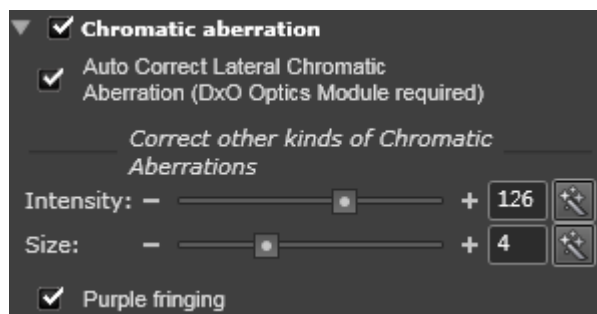 Chromatic aberration
Auto Correct Lateral Chromatic
Aberration (DxO Optics Module required)
Correct other kinds of Chromatic
Aberrations
Intensity: − + 126
Size: − + 4
Purple fringing